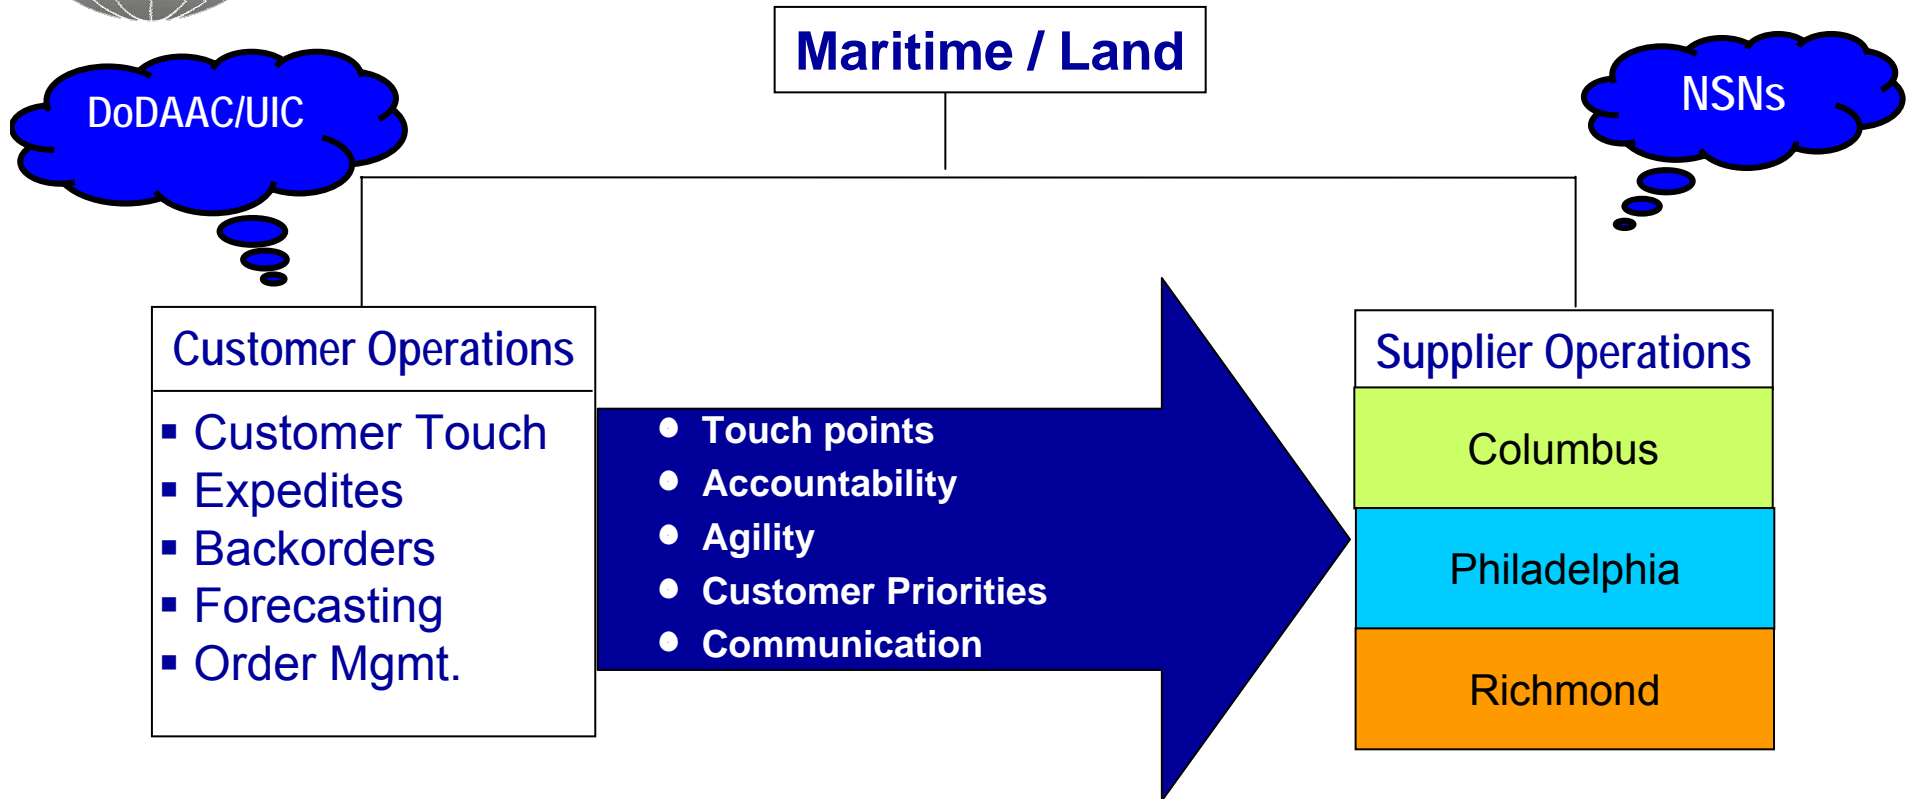 Maritime / Land
DoDAAC/UIC
NSNs
Customer Operations
▪ Customer Touch
▪ Expedites
▪ Backorders
▪ Forecasting
▪ Order Mgmt.
● Touch points
● Accountability
● Agility
● Customer Priorities
● Communication
Supplier Operations
Columbus
Philadelphia
Richmond